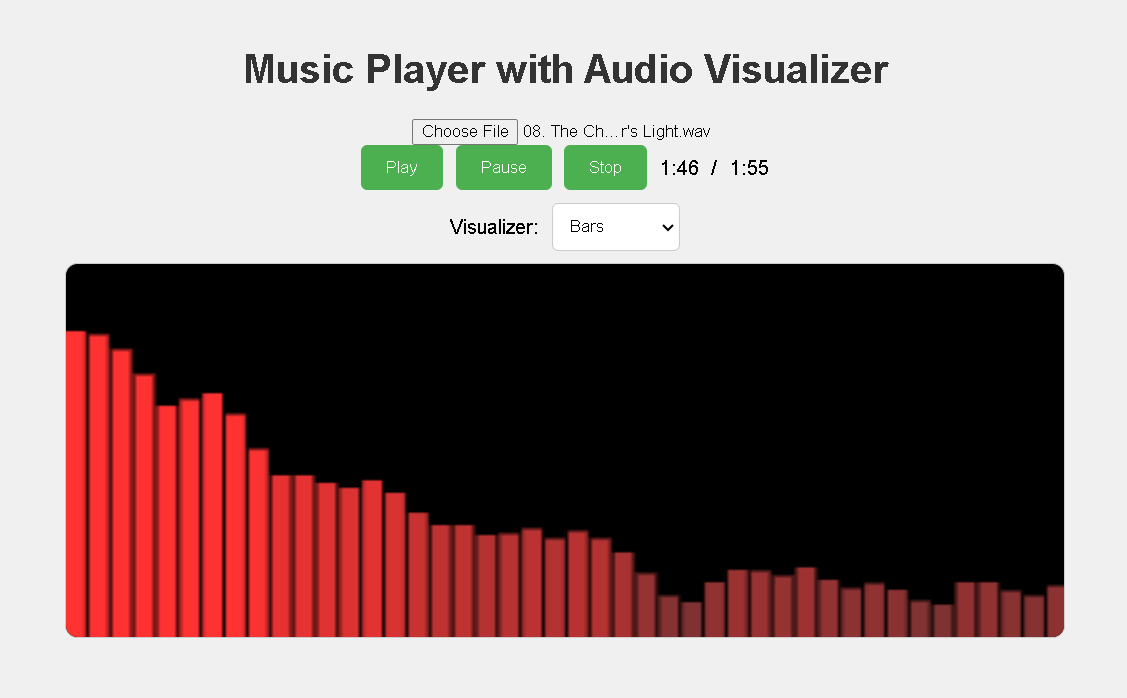 Music Player with Audio Visualizer
Choose File 08. The Ch...r's Light.wav
Play Pause Stop 1:46 / 1:55
Visualizer: Bars